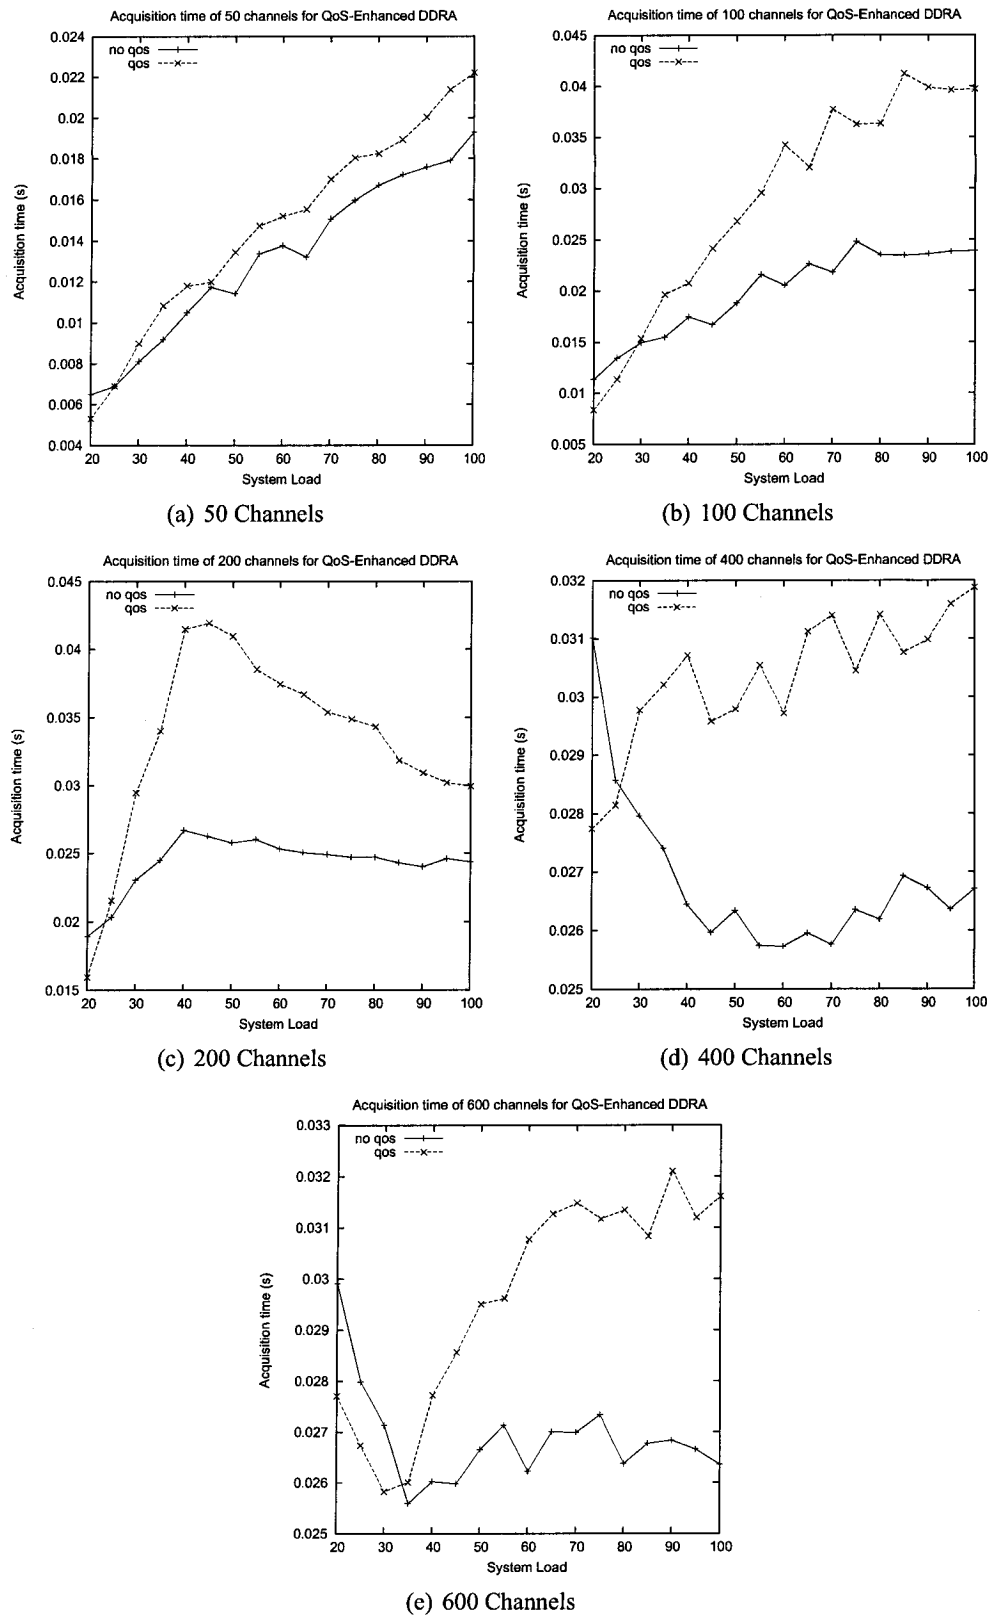 Acquisition time of 50 channels for QoS-Enhanced DDRA
no qos
qos
0.024
0.022
0.02
0.018
0.016
0.014
0.012
0.01
0.008
0.006
0.004
Acquisition time (s)
20 30 40 50 60 70 80 90 100
System Load
(a) 50 Channels
Acquisition time of 100 channels for QoS-Enhanced DDRA
no qos
qos
0.045
0.04
0.035
0.03
0.025
0.02
0.015
0.01
0.005
Acquisition time (s)
20 30 40 50 60 70 80 90 100
System Load
(b) 100 Channels
Acquisition time of 200 channels for QoS-Enhanced DDRA
no qos
qos
0.045
0.04
0.035
0.03
0.025
0.02
0.015
Acquisition time (s)
20 30 40 50 60 70 80 90 100
System Load
(c) 200 Channels
Acquisition time of 400 channels for QoS-Enhanced DDRA
no qos
qos
0.032
0.031
0.03
0.029
0.028
0.027
0.026
0.025
Acquisition time (s)
20 30 40 50 60 70 80 90 100
System Load
(d) 400 Channels
Acquisition time of 600 channels for QoS-Enhanced DDRA
no qos
qos
0.033
0.032
0.031
0.03
0.029
0.028
0.027
0.026
0.025
Acquisition time (s)
20 30 40 50 60 70 80 90 100
System Load
(e) 600 Channels